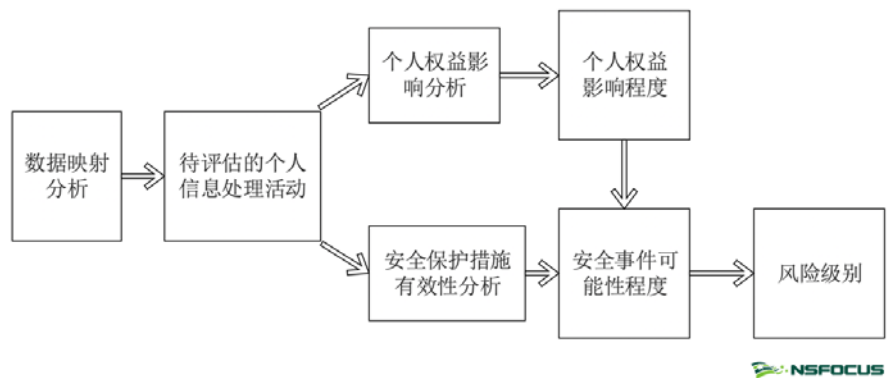 数据映射
分析
待评估的个人
信息处理活动
个人权益影
响分析
个人权益
影响程度
安全保护措施
有效性分析
安全事件可
能性程度
风险级别
NSFOCUS